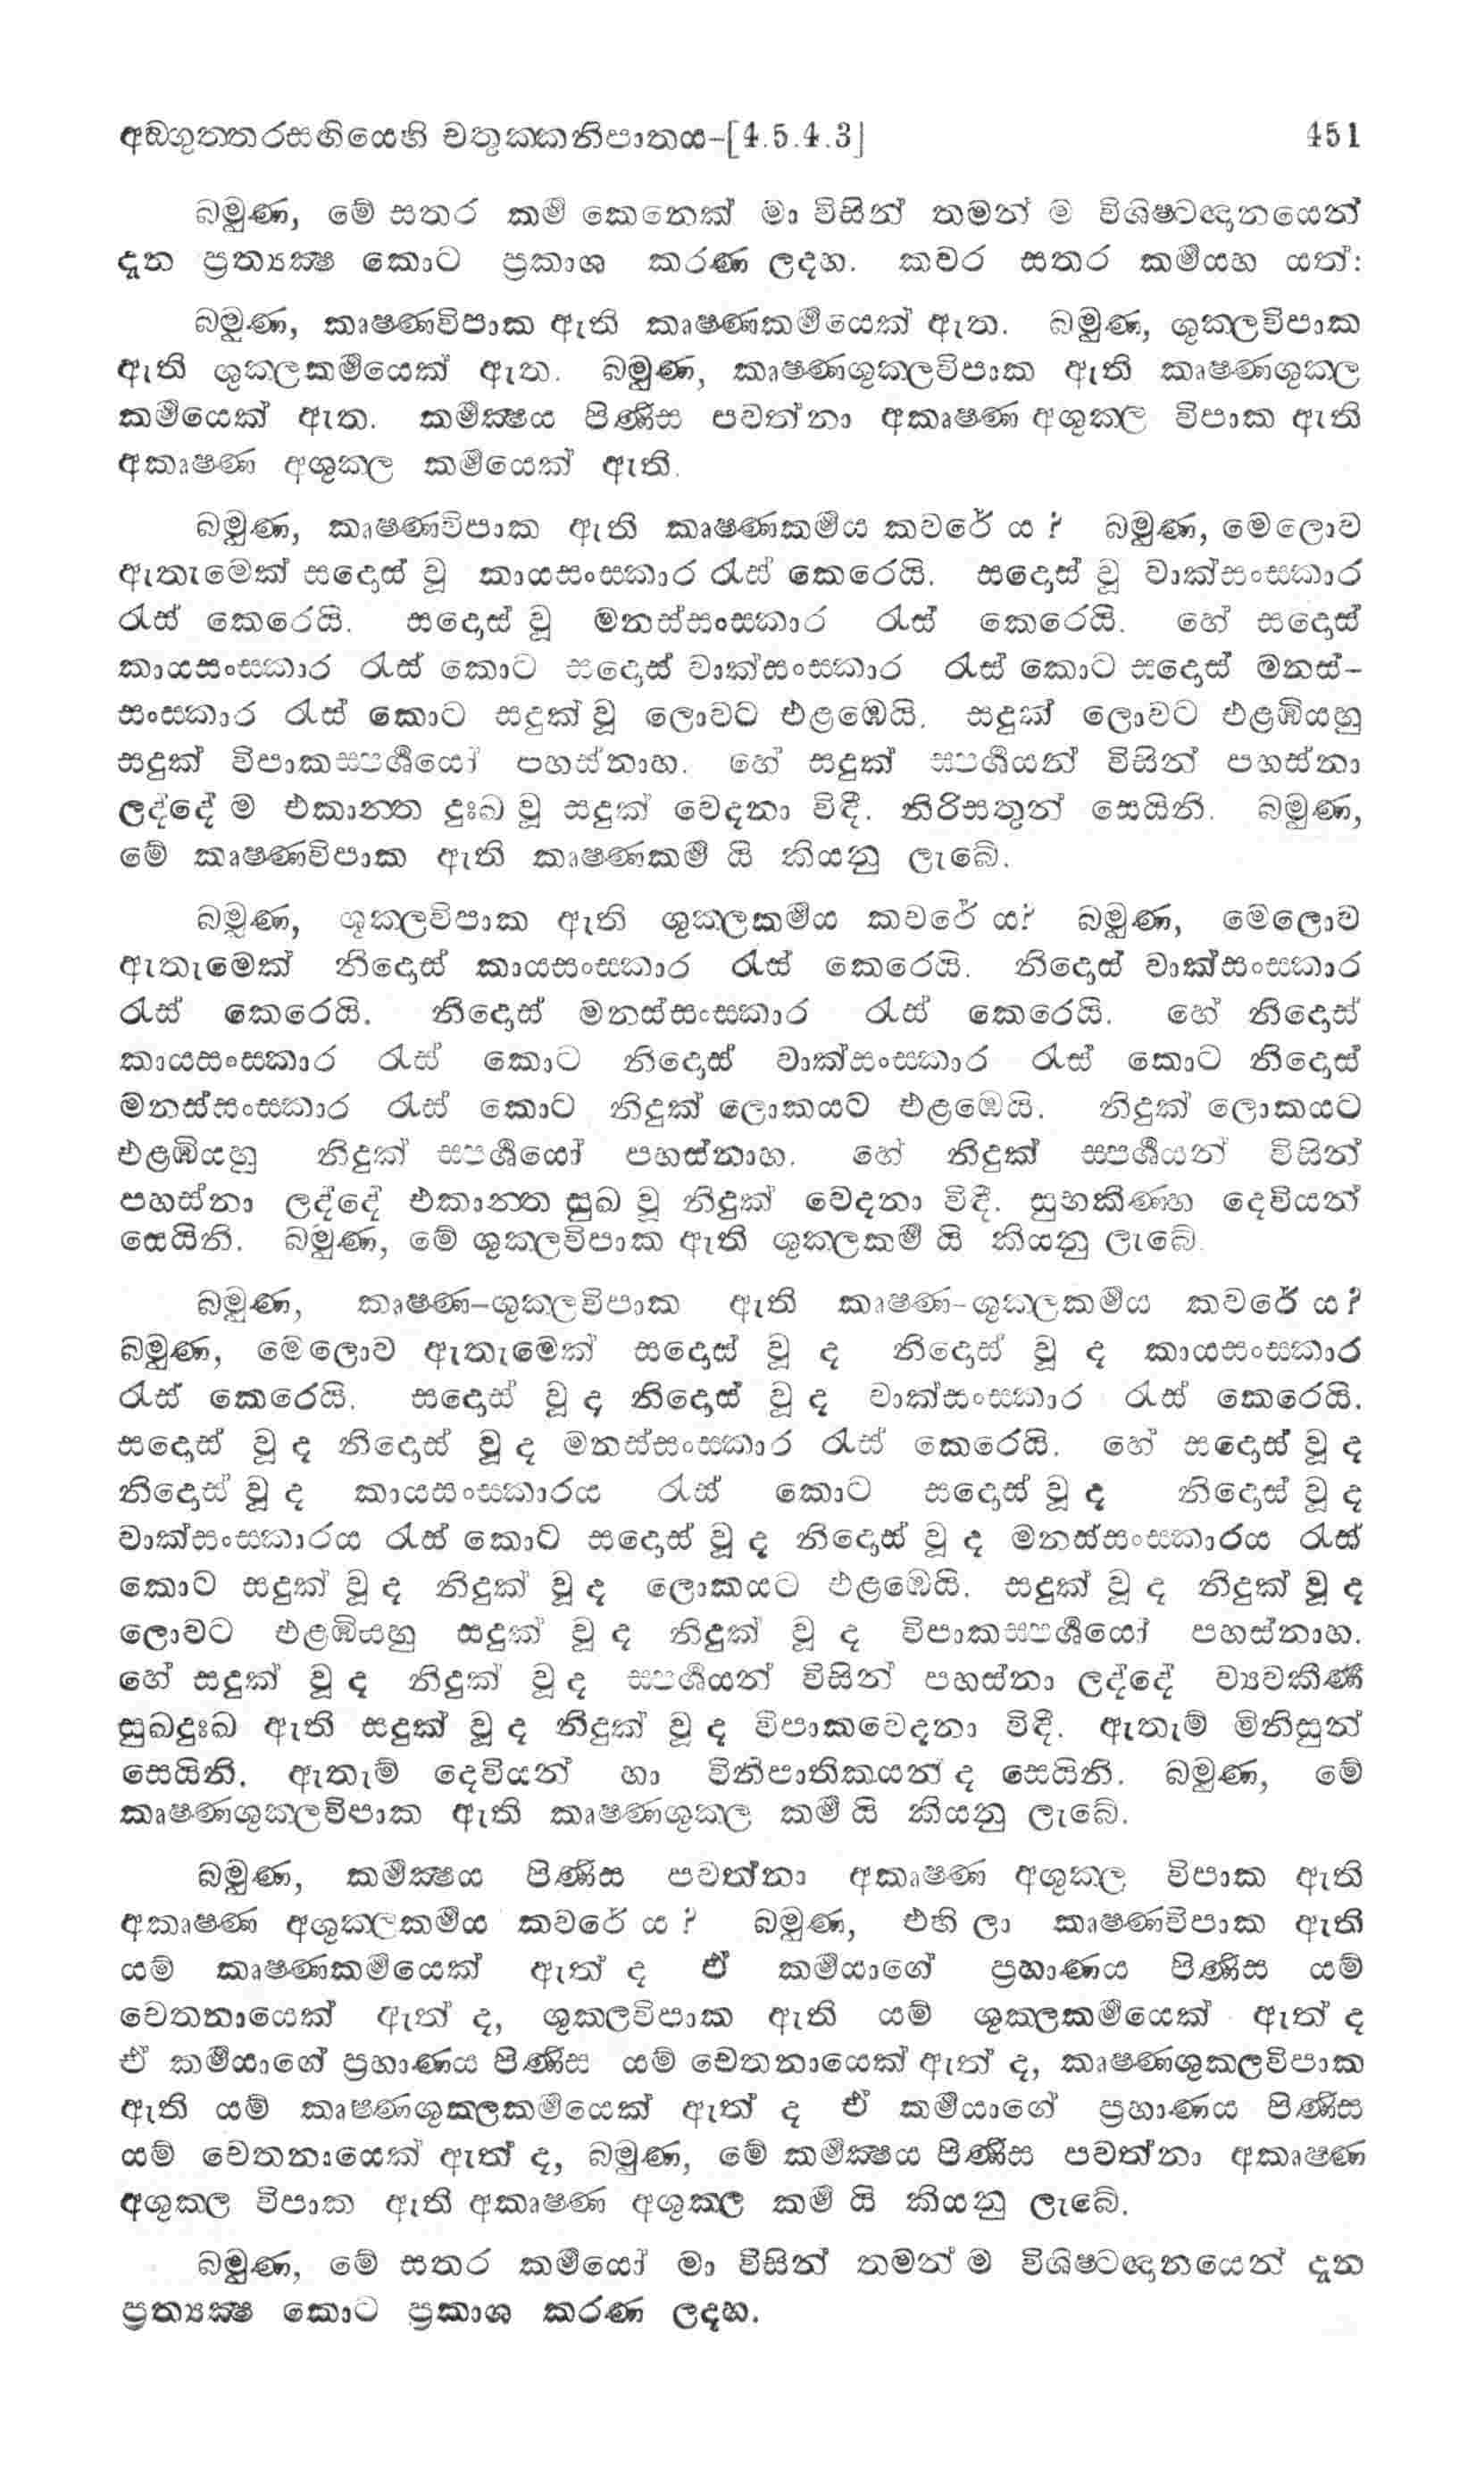 අඞගුත්තරසඟියෙහි චතුක්කනිපාතය-[4.5.4.3] 451
බමුණ, මේ සතර කර්ම කෙනෙක් මා විසින් තමන් ම විශිෂ්ටඥානයෙන්
දැන ප්‍රත්‍යක්ෂ කොට ප්‍රකාශ කරණ ලදහ. කවර සතර කර්මයහ යත්:
බමුණ, කෘෂ්ණවිපාක ඇති කෘෂ්ණකර්මයෙක් ඇත. බමුණ, ශුක්ලවිපාක
ඇති ශුක්ලකර්මයෙක් ඇත. බමුණ, කෘෂ්ණශුක්ලවිපාක ඇති කෘෂ්ණශුක්ල
කර්මයෙක් ඇත. කර්මක්ෂය පිණිස පවත්නා අකෘෂ්ණ අශුක්ල විපාක ඇති
අකෘෂ්ණ අශුක්ල කර්මයෙක් ඇති.
බමුණ, කෘෂ්ණවිපාක ඇති කෘෂ්ණකර්මය කවරේ ය? බමුණ, මෙලොව
ඇතැමෙක් සදොස් වූ කායසංස්කාර රැස් කෙරෙයි. සදොස් වූ වාක්සංස්කාර
රැස් කෙරෙයි. සදොස් වූ මනස්සංස්කාර රැස් කෙරෙයි. හේ සදොස්
කායසංස්කාර රැස් කොට සදොස් වාක්සංස්කාර රැස් කොට සදොස් මනස්-
සංස්කාර රැස් කොට සදුක් වූ ලොවට එළඹෙයි. සදුක් ලොවට එළඹියහු
සදුක් විපාකස්පර්ශයෝ පහස්නාහ. හේ සදුක් ස්පර්ශයන් විසින් පහස්නා
ලද්දේ ම එකාන්ත දුඃඛ වූ සදුක් වෙදනා විඳී. නිරිසතුන් සෙයිනි. බමුණ,
මේ කෘෂ්ණවිපාක ඇති කෘෂ්ණකර්ම යි කියනු ලැබේ.
බමුණ, ශුක්ලවිපාක ඇති ශුක්ලකර්මය කවරේ ය? බමුණ, මෙලොව
ඇතැමෙක් නිදොස් කායසංස්කාර රැස් කෙරෙයි. නිදොස් වාක්සංස්කාර
රැස් කෙරෙයි. නිදොස් මනස්සංස්කාර රැස් කෙරෙයි. හේ නිදොස්
කායසංස්කාර රැස් කොට නිදොස් වාක්සංස්කාර රැස් කොට නිදොස්
මනස්සංස්කාර රැස් කොට නිදුක් ලොකයට එළඹෙයි. නිදුක් ලොකයට
එළඹියහු නිදුක් ස්පර්ශයෝ පහස්නාහ. හේ නිදුක් ස්පර්ශයන් විසින්
පහස්නා ලද්දේ එකාන්ත සුඛ වූ නිදුක් වෙදනා විඳී. සුභකිණ්හ දෙවියන්
සෙයිනි. බමුණ, මේ ශුක්ලවිපාක ඇති ශුක්ලකර්ම යි කියනු ලැබේ.
බමුණ, කෘෂ්ණ-ශුක්ලවිපාක ඇති කෘෂ්ණ-ශුක්ලකර්මය කවරේ ය?
බමුණ, මෙලොව ඇතැමෙක් සදොස් වූ ද නිදොස් වූ ද කායසංස්කාර
රැස් කෙරෙයි. සදොස් වූ ද නිදොස් වූ ද වාක්සංස්කාර රැස් කෙරෙයි.
සදොස් වූ ද නිදොස් වූ ද මනස්සංස්කාර රැස් කෙරෙයි. හේ සදොස් වූ ද
නිදොස් වූ ද කායසංස්කාරය රැස් කොට සදොස් වූ ද නිදොස් වූ ද
වාක්සංස්කාරය රැස් කොට සදොස් වූ ද නිදොස් වූ ද මනස්සංස්කාරය රැස්
කොට සදුක් වූ ද නිදුක් වූ ද ලොකයට එළඹෙයි. සදුක් වූ ද නිදුක් වූ ද
ලොවට එළඹියහු සදුක් වූ ද නිදුක් වූ ද විපාකස්පර්ශයෝ පහස්නාහ.
හේ සදුක් වූ ද නිදුක් වූ ද ස්පර්ශයන් විසින් පහස්නා ලද්දේ ව්‍යවකීර්ණ
සුඛදුඃඛ ඇති සදුක් වූ ද නිදුක් වූ ද විපාකවෙදනා විඳී. ඇතැම් මිනිසුන්
සෙයිනි. ඇතැම් දෙවියන් හා විනිපාතිකයන් ද සෙයිනි. බමුණ, මේ
කෘෂ්ණශුක්ලවිපාක ඇති කෘෂ්ණශුක්ල කර්ම යි කියනු ලැබේ.
බමුණ, කර්මක්ෂය පිණිස පවත්නා අකෘෂ්ණ අශුක්ල විපාක ඇති
අකෘෂ්ණ අශුක්ලකර්මය කවරේ ය? බමුණ, එහි ලා කෘෂ්ණවිපාක ඇති
යම් කෘෂ්ණකර්මයෙක් ඇත් ද ඒ කර්මයාගේ ප්‍රහාණය පිණිස යම්
චෙතනායෙක් ඇත් ද, ශුක්ලවිපාක ඇති යම් ශුක්ලකර්මයෙක් ඇත් ද
ඒ කර්මයාගේ ප්‍රහාණය පිණිස යම් චෙතනායෙක් ඇත් ද, කෘෂ්ණශුක්ලවිපාක
ඇති යම් කෘෂ්ණශුක්ලකර්මයෙක් ඇත් ද ඒ කර්මයාගේ ප්‍රහාණය පිණිස
යම් චෙතනායෙක් ඇත් ද, බමුණ, මේ කර්මක්ෂය පිණිස පවත්නා අකෘෂ්ණ
අශුක්ල විපාක ඇති අකෘෂ්ණ අශුක්ල කර්ම යි කියනු ලැබේ.
බමුණ, මේ සතර කර්මයෝ මා විසින් තමන් ම විශිෂ්ටඥානයෙන් දැන
ප්‍රත්‍යක්ෂ කොට ප්‍රකාශ කරණ ලදහ.